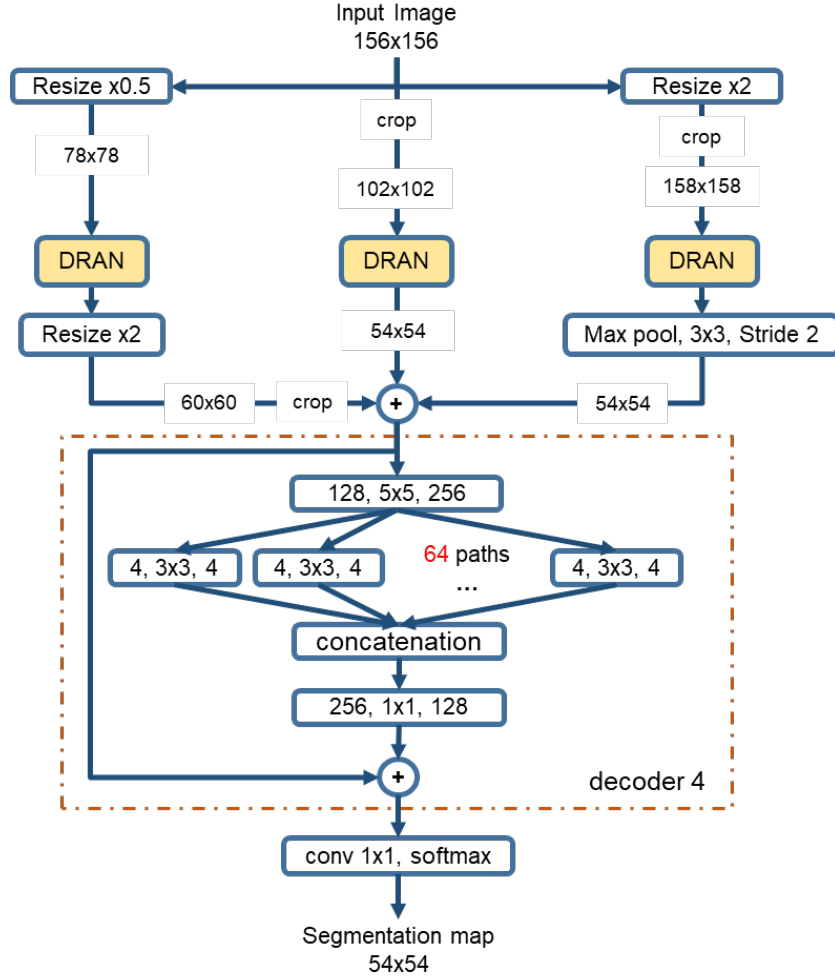 Input Image
156x156
Resize x0.5
Resize x2
crop
crop
78x78
102x102
158x158
DRAN
DRAN
DRAN
Resize x2
54x54
Max pool, 3x3, Stride 2
60x60
crop
+
54x54
128, 5x5, 256
4, 3x3, 4
4, 3x3, 4
64 paths
...
4, 3x3, 4
concatenation
256, 1x1, 128
+
decoder 4
conv 1x1, softmax
Segmentation map
54x54